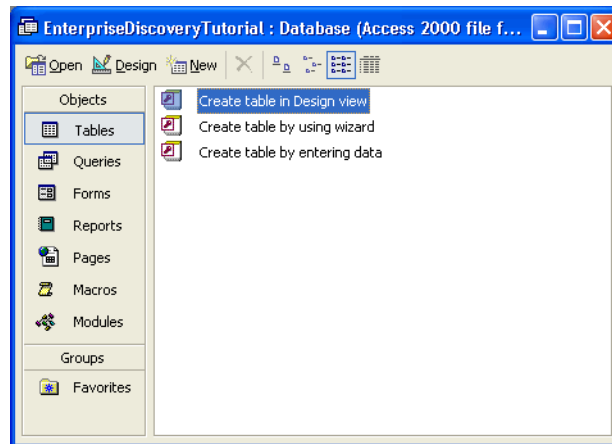 EnterpriseDiscoveryTutorial : Database (Access 2000 file f...
Open Design New
Objects
Tables
Queries
Forms
Reports
Pages
Macros
Modules
Groups
Favorites
Create table in Design view
Create table by using wizard
Create table by entering data